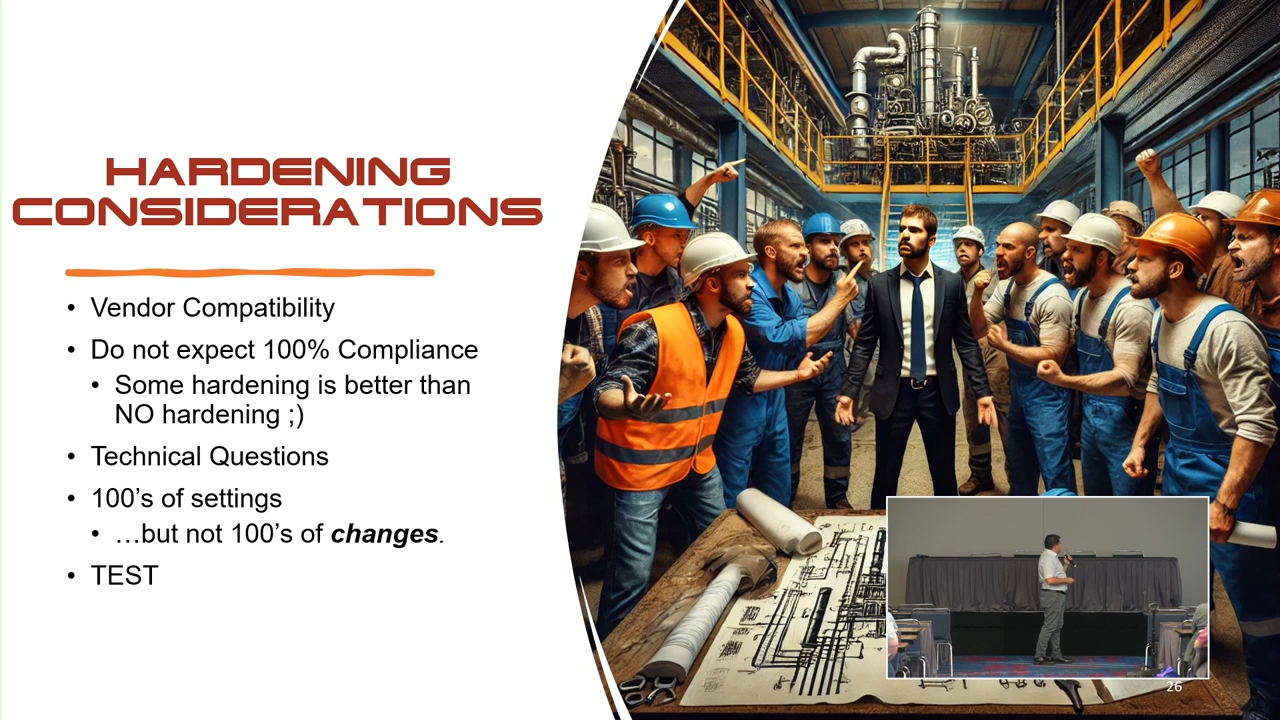 HARDENING
CONSIDERATIONS
• Vendor Compatibility
• Do not expect 100% Compliance
• Some hardening is better than
NO hardening ;)
• Technical Questions
• 100’s of settings
• …but not 100’s of changes.
• TEST
26